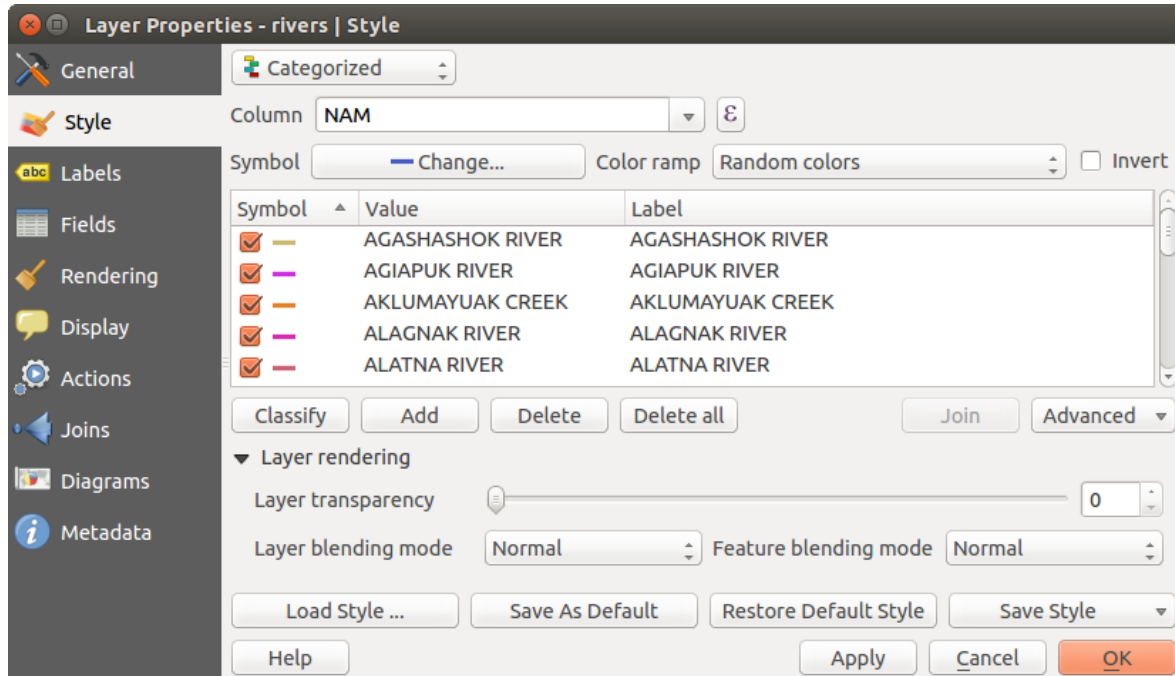 Layer Properties - rivers | Style
General
Style
abc Labels
Fields
Rendering
Display
Actions
Joins
Diagrams
i Metadata
Categorized
Column NAM ε
Symbol Change... Color ramp Random colors Invert
Symbol Value Label
AGASHASHOK RIVER AGASHASHOK RIVER
AGIAPUK RIVER AGIAPUK RIVER
AKLUMAYUAK CREEK AKLUMAYUAK CREEK
ALAGNAK RIVER ALAGNAK RIVER
ALATNA RIVER ALATNA RIVER
Classify Add Delete Delete all Join Advanced
Layer rendering
Layer transparency 0
Layer blending mode Normal Feature blending mode Normal
Load Style ... Save As Default Restore Default Style Save Style
Help Apply Cancel OK